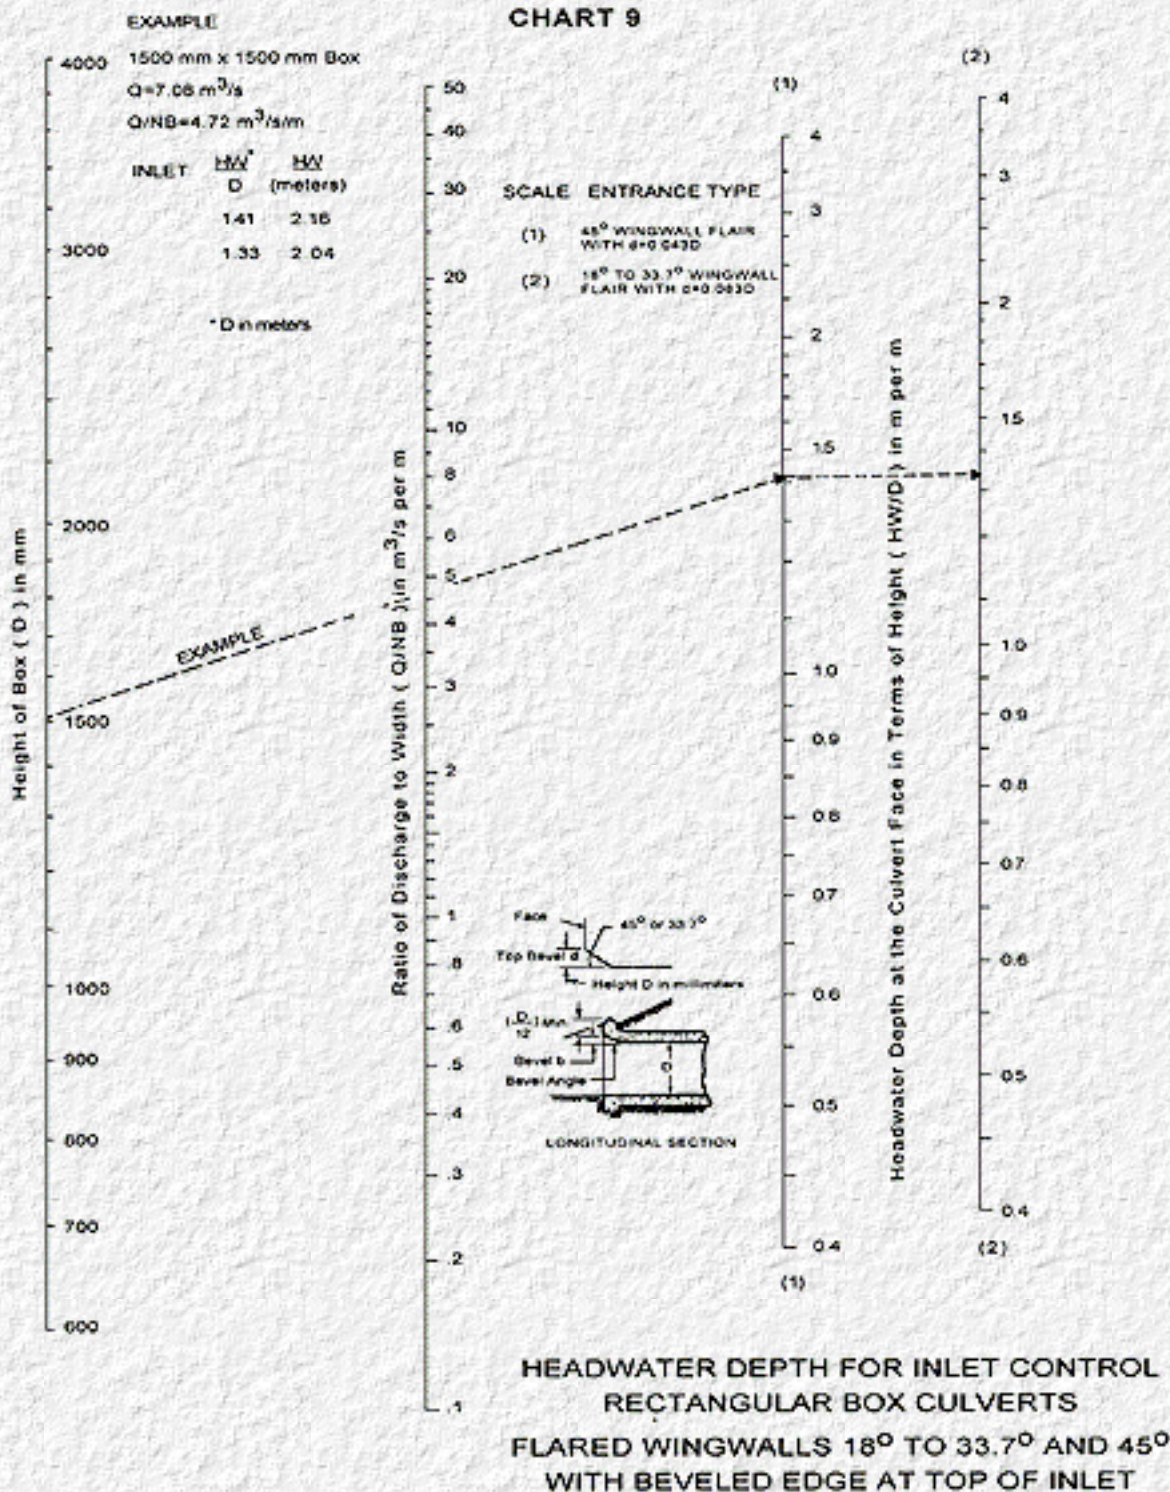 CHART 9
EXAMPLE
1500 mm x 1500 mm Box
Q=7.08 m³/s
Q/NB=4.72 m³/s/m
INLET HW* HW
D (meters)
1.41 2.16
1.33 2.04
* D in meters
SCALE ENTRANCE TYPE
(1) 45° WINGWALL FLAIR
WITH d=0.043D
(2) 18° TO 33.7° WINGWALL
FLAIR WITH d=0.083D
Height of Box ( D ) in mm
4000
3000
2000
1500
1000
900
800
700
600
EXAMPLE
Ratio of Discharge to Width ( Q/NB ) in m³/s per m
50
40
30
20
10
8
6
5
4
3
2
1
.8
.6
.5
.4
.3
.2
.1
(1)
4
3
2
1.5
1.0
0.9
0.8
0.7
0.6
0.5
0.4
(1)
Headwater Depth at the Culvert Face in Terms of Height ( HW/D ) in m per m
(2)
4
3
2
1.5
1.0
0.9
0.8
0.7
0.6
0.5
0.4
(2)
Face
45° or 33.7°
Top Bevel d
Height D in millimeters
(D/12) Min
Bevel b
D
Bevel Angle
LONGITUDINAL SECTION
HEADWATER DEPTH FOR INLET CONTROL
RECTANGULAR BOX CULVERTS
FLARED WINGWALLS 18° TO 33.7° AND 45°
WITH BEVELED EDGE AT TOP OF INLET